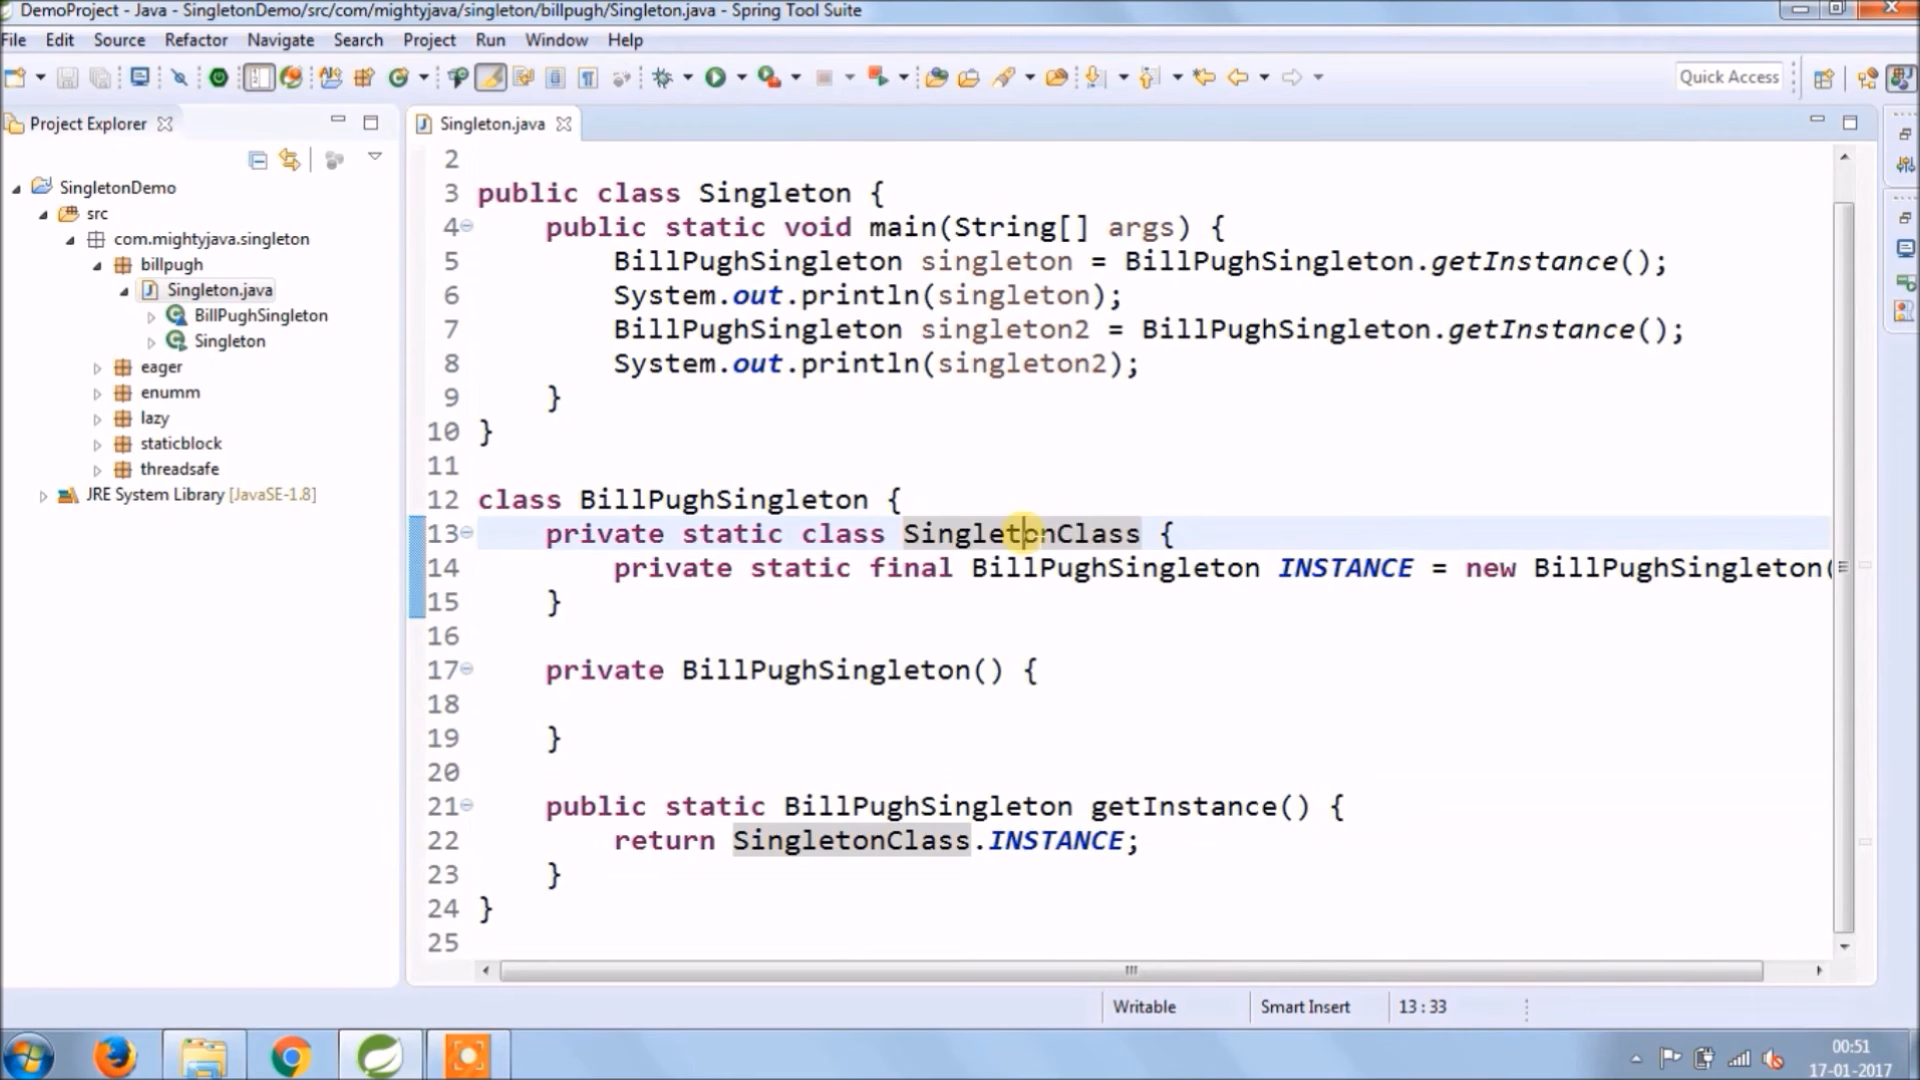 DemoProject - Java - SingletonDemo/src/com/mightyjava/singleton/billpugh/Singleton.java - Spring Tool Suite
File Edit Source Refactor Navigate Search Project Run Window Help
Quick Access
Project Explorer
Singleton.java
SingletonDemo
src
com.mightyjava.singleton
billpugh
Singleton.java
BillPughSingleton
Singleton
eager
enumm
lazy
staticblock
threadsafe
JRE System Library [JavaSE-1.8]
2
3 public class Singleton {
4 public static void main(String[] args) {
5 BillPughSingleton singleton = BillPughSingleton.getInstance();
6 System.out.println(singleton);
7 BillPughSingleton singleton2 = BillPughSingleton.getInstance();
8 System.out.println(singleton2);
9 }
10 }
11
12 class BillPughSingleton {
13 private static class SingletonClass {
14 private static final BillPughSingleton INSTANCE = new BillPughSingleton(
15 }
16
17 private BillPughSingleton() {
18
19 }
20
21 public static BillPughSingleton getInstance() {
22 return SingletonClass.INSTANCE;
23 }
24 }
25
Writable Smart Insert 13 : 33
00:51
17-01-2017